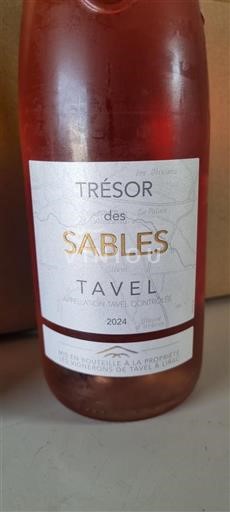 TRÉSOR
des
SABLES
TAVEL
APPELLATION TAVEL CONTRÔLÉE
2024
MIS EN BOUTEILLE À LA PROPRIÉTÉ
LES VIGNERONS DE TAVEL & LIRAC